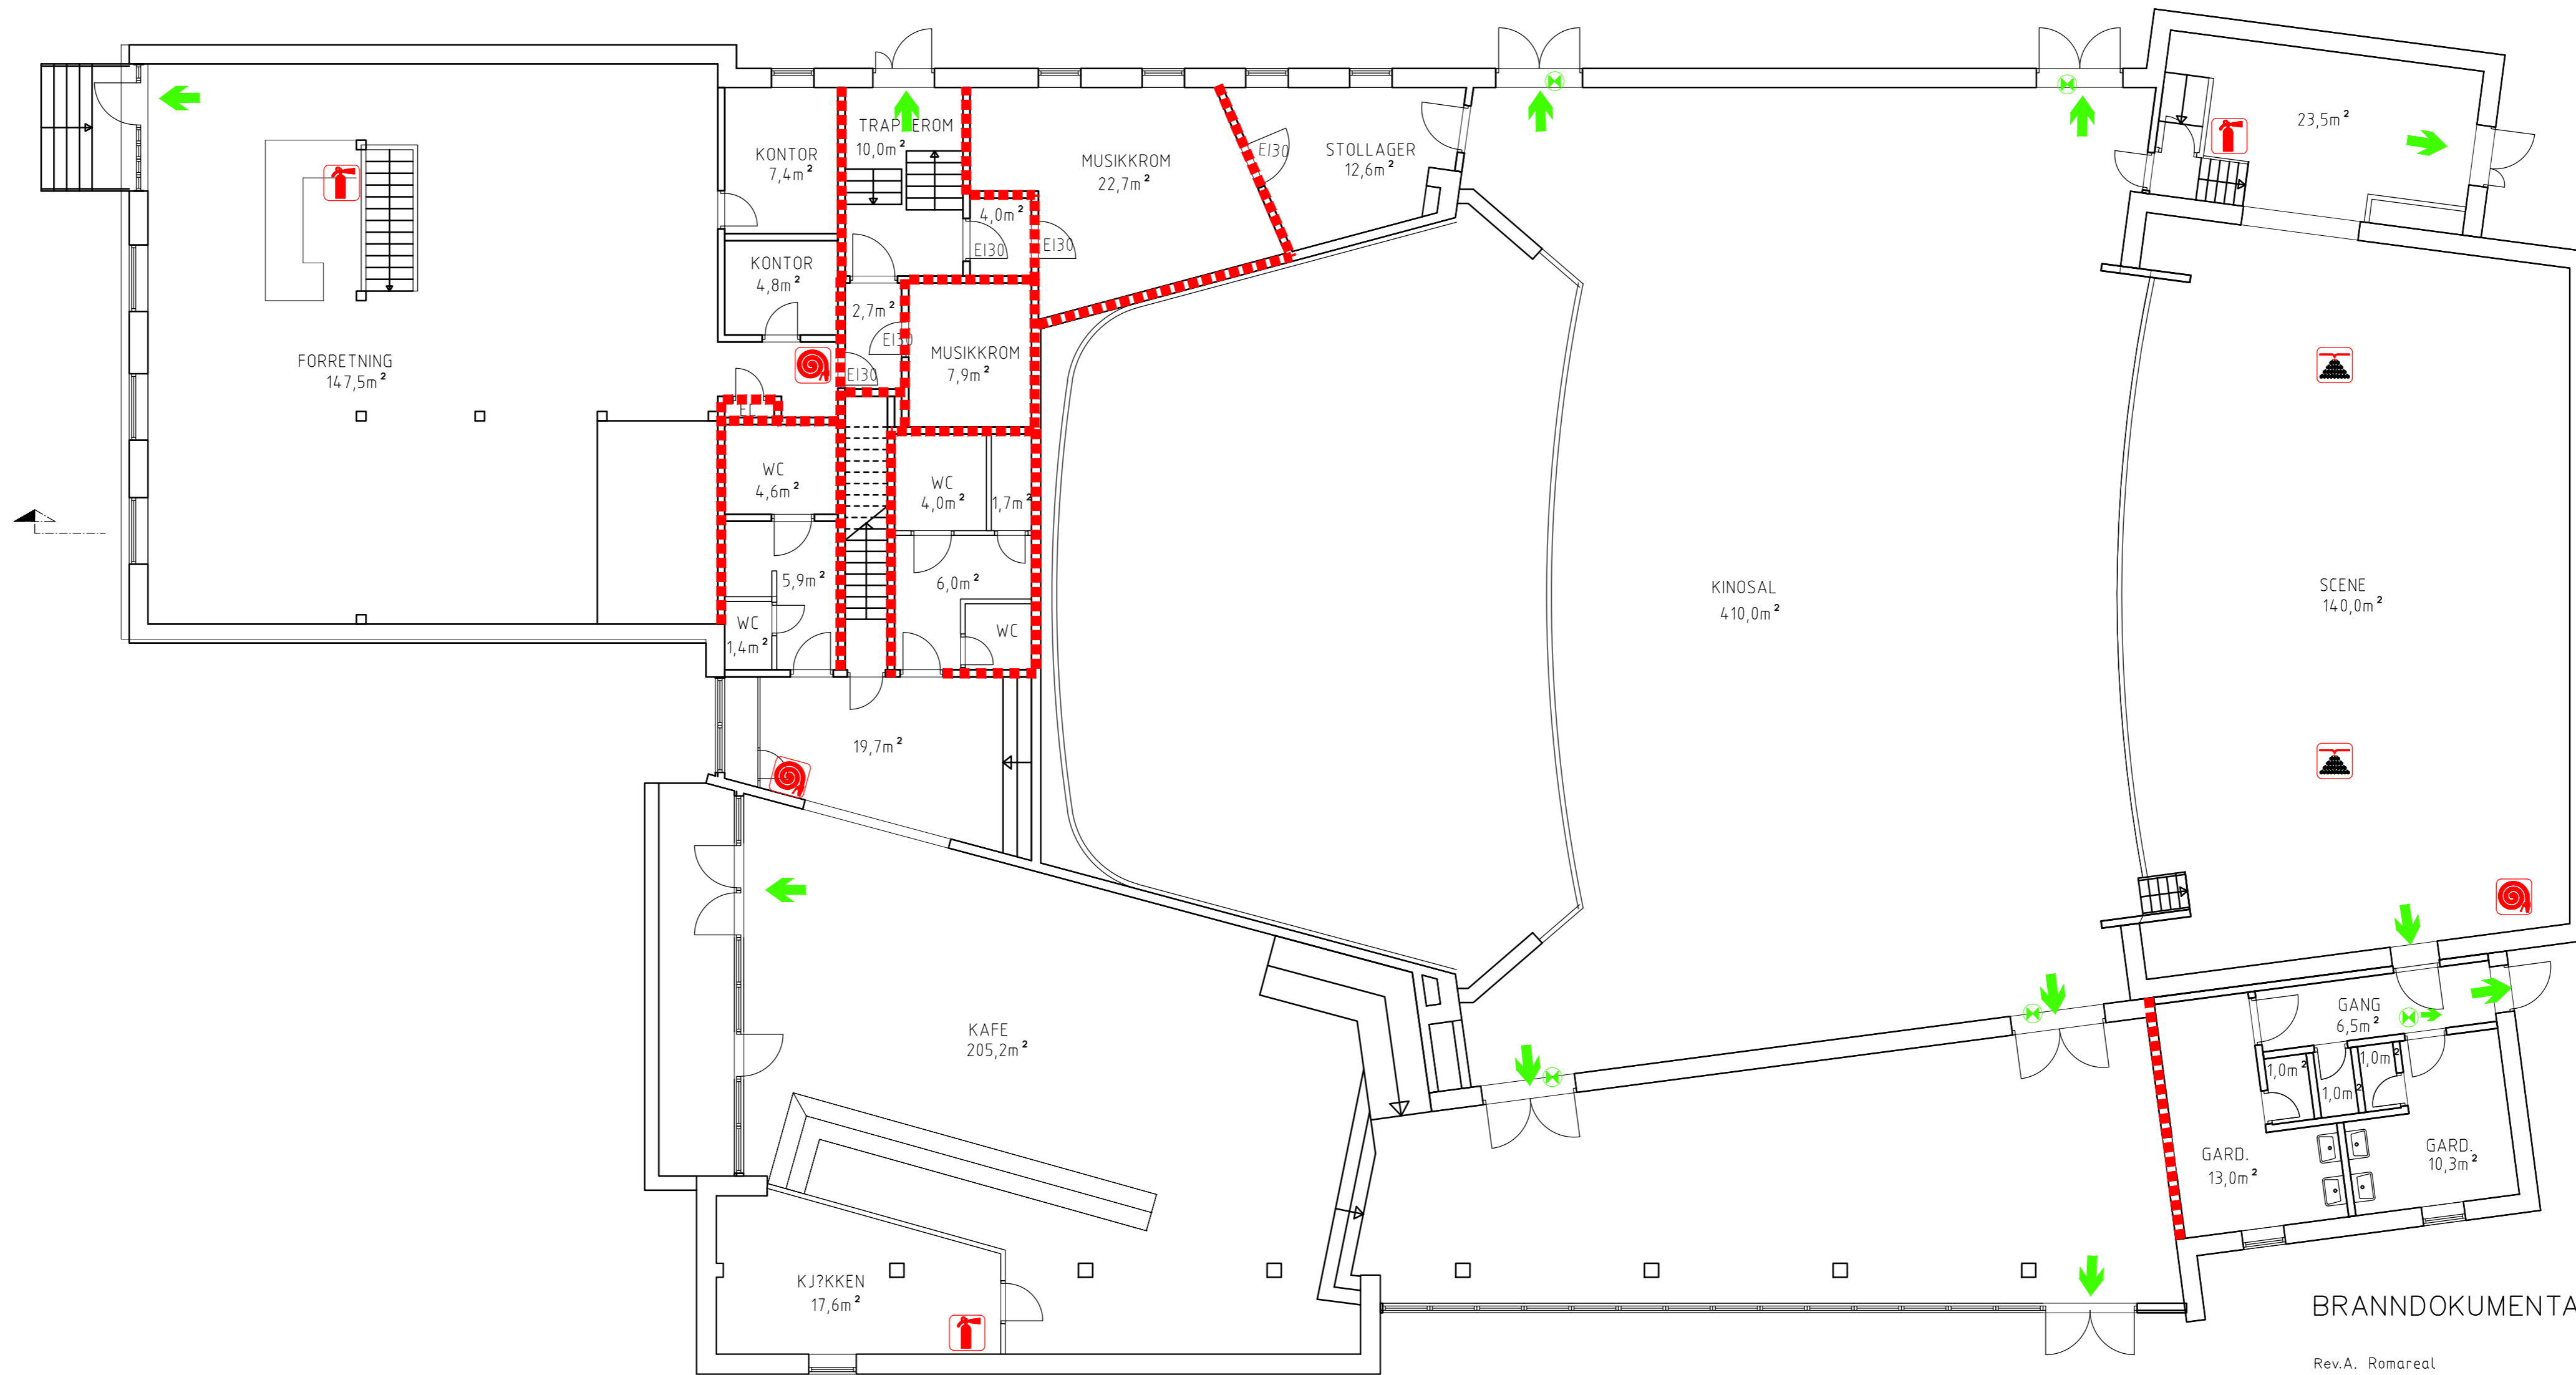 TRAPPEROM
10,0m²
KONTOR
7,4m²
MUSIKKROM
22,7m²
EI30
STOLLAGER
12,6m²
23,5m²
4,0m²
EI30
EI30
KONTOR
4,8m²
2,7m²
EI30
EI30
MUSIKKROM
7,9m²
FORRETNING
147,5m²
WC
4,6m²
WC
4,0m²
1,7m²
5,9m²
6,0m²
WC
1,4m²
WC
KINOSAL
410,0m²
SCENE
140,0m²
19,7m²
KAFE
205,2m²
GANG
6,5m²
1,0m²
1,0m²
1,0m²
GARD.
13,0m²
GARD.
10,3m²
KJ?KKEN
17,6m²
BRANNDOKUMENTA
Rev.A. Romareal